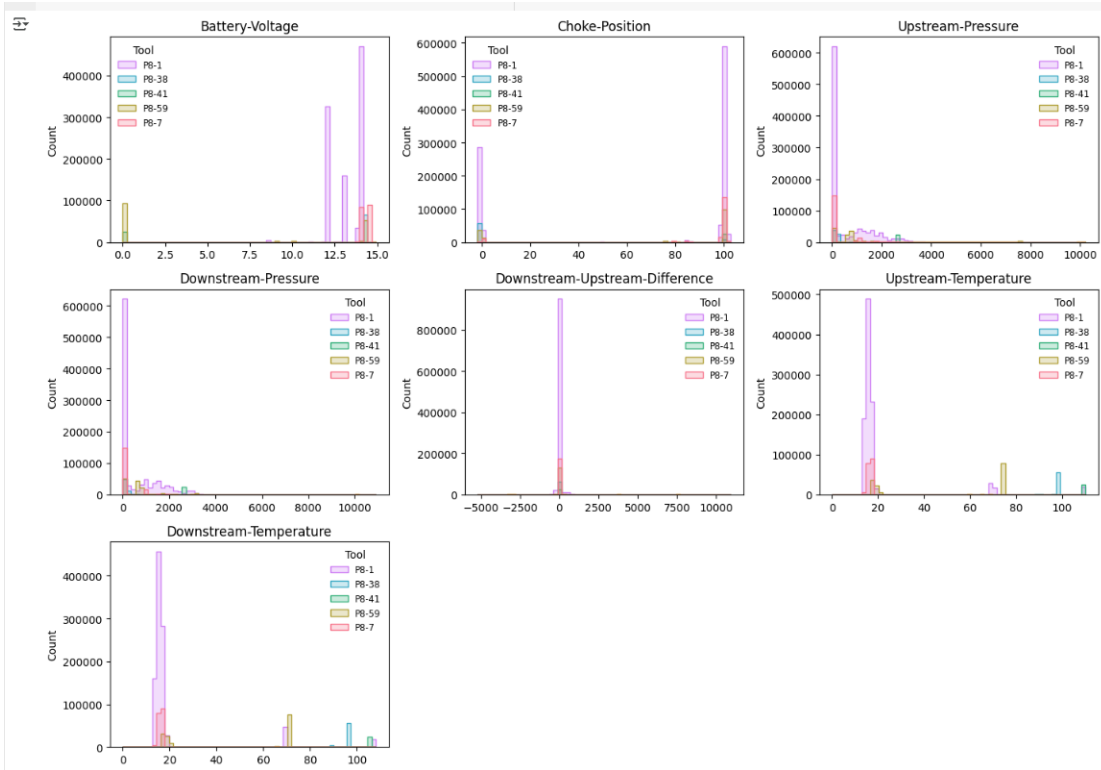 Battery-Voltage
Count
400000
300000
200000
100000
0
0.0 2.5 5.0 7.5 10.0 12.5 15.0
Tool
P8-1
P8-38
P8-41
P8-59
P8-7
Choke-Position
Count
600000
500000
400000
300000
200000
100000
0
0 20 40 60 80 100
Tool
P8-1
P8-38
P8-41
P8-59
P8-7
Upstream-Pressure
Count
600000
500000
400000
300000
200000
100000
0
0 2000 4000 6000 8000 10000
Tool
P8-1
P8-38
P8-41
P8-59
P8-7
Downstream-Pressure
Count
600000
500000
400000
300000
200000
100000
0
0 2000 4000 6000 8000 10000
Tool
P8-1
P8-38
P8-41
P8-59
P8-7
Downstream-Upstream-Difference
Count
800000
600000
400000
200000
0
−5000 −2500 0 2500 5000 7500 10000
Tool
P8-1
P8-38
P8-41
P8-59
P8-7
Upstream-Temperature
Count
500000
400000
300000
200000
100000
0
0 20 40 60 80 100
Tool
P8-1
P8-38
P8-41
P8-59
P8-7
Downstream-Temperature
Count
400000
300000
200000
100000
0
0 20 40 60 80 100
Tool
P8-1
P8-38
P8-41
P8-59
P8-7